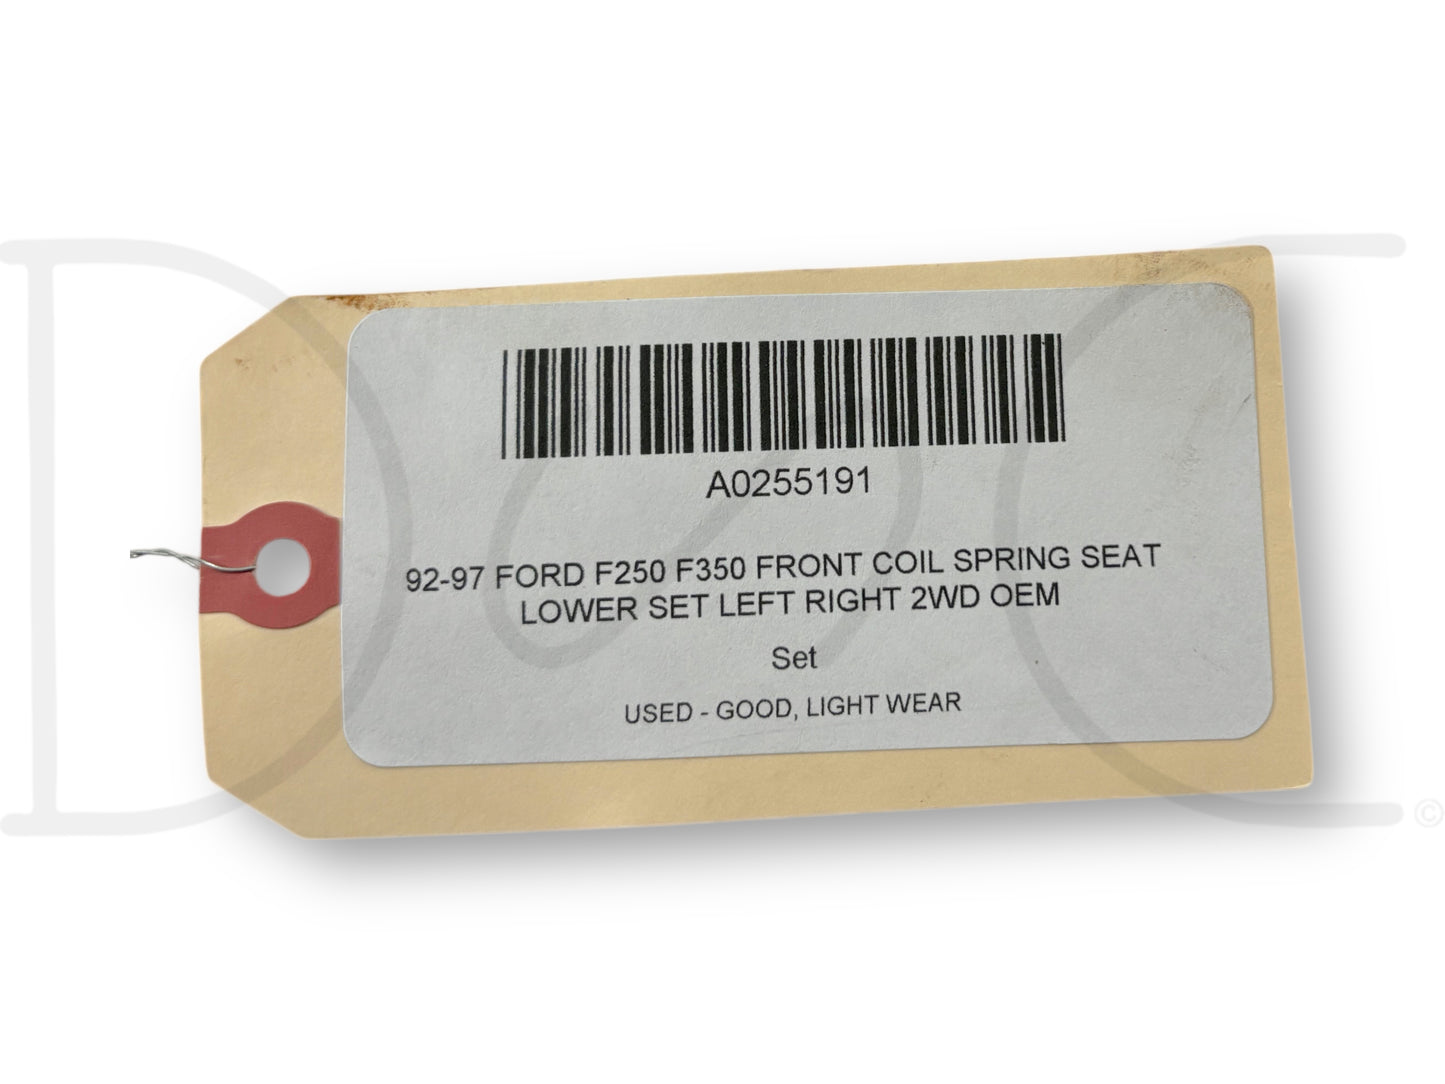 A0255191
92-97 FORD F250 F350 FRONT COIL SPRING SEAT
LOWER SET LEFT RIGHT 2WD OEM
Set
USED - GOOD, LIGHT WEAR
D C
©